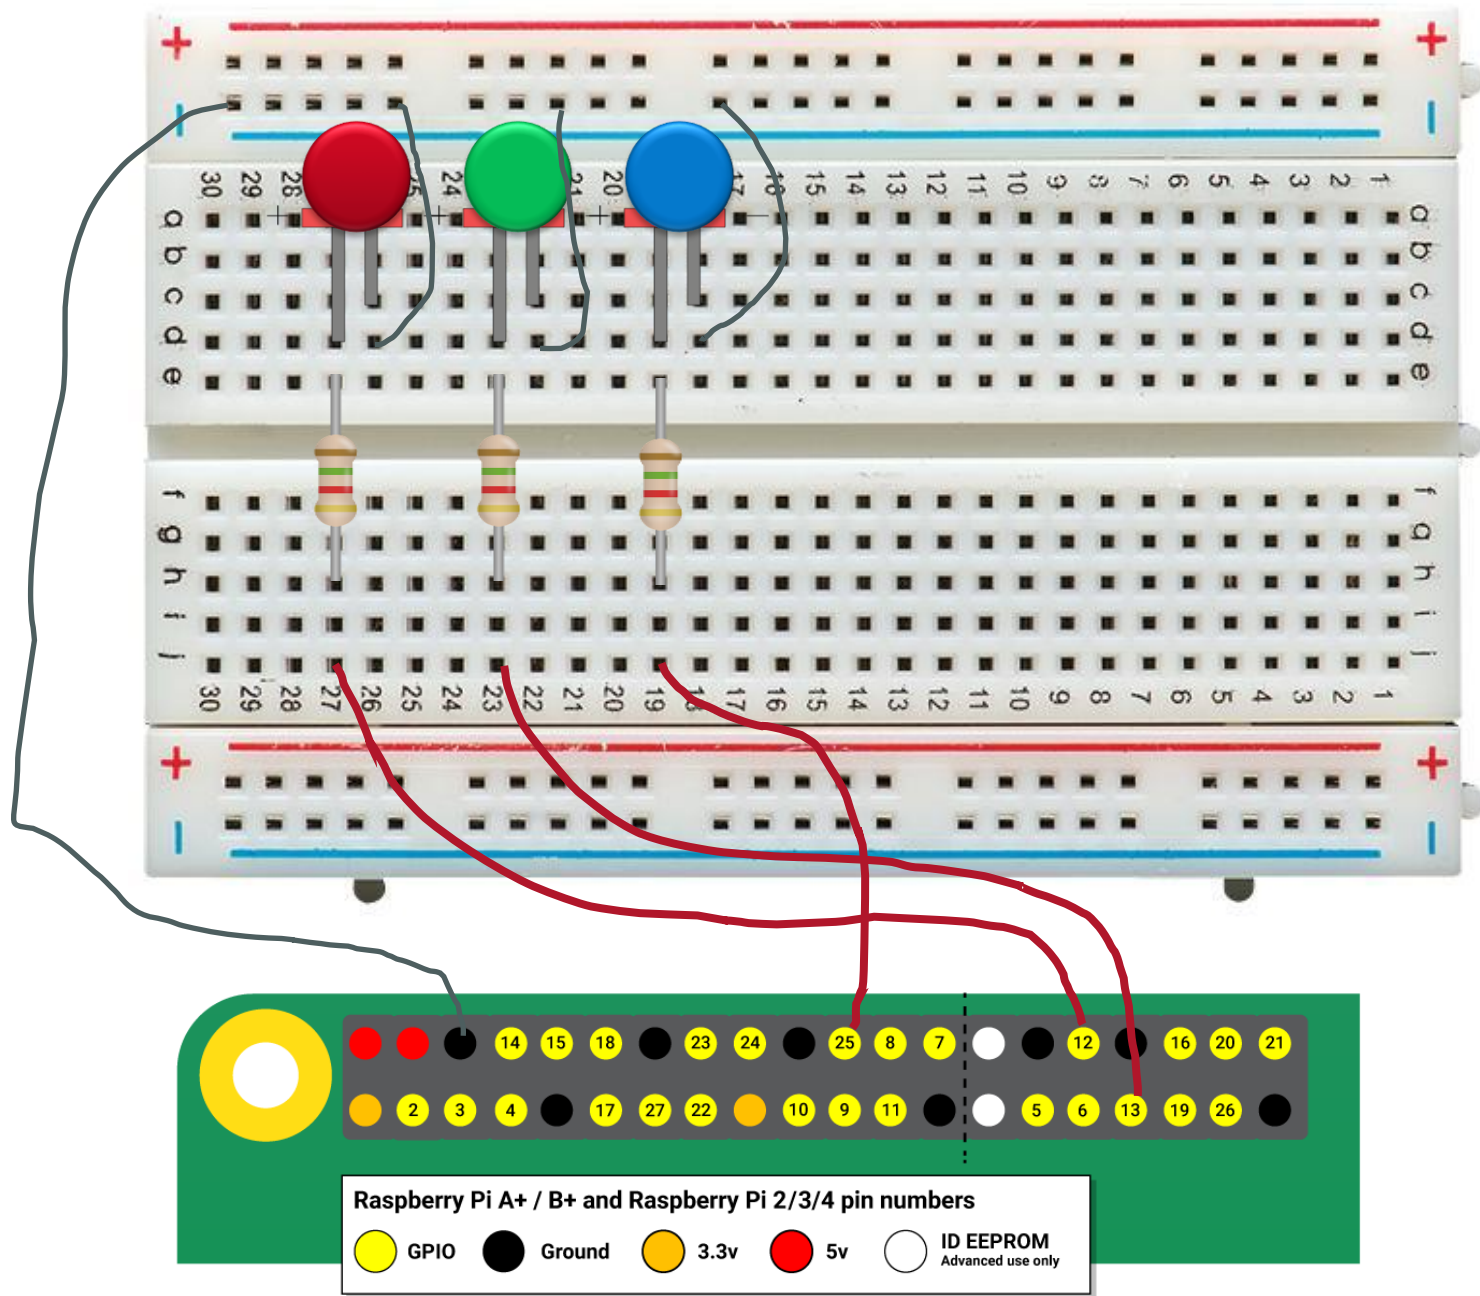 + +
30 29 28 25 24 21 20 17 16 15 14 13 12 11 10 9 8 7 6 5 4 3 2 1
a a
b b
c c
d d
e e
f f
g g
h h
i i
j j
30 29 28 27 26 25 24 23 22 21 20 19 18 17 16 15 14 13 12 11 10 9 8 7 6 5 4 3 2 1
+ +
14 15 18 23 24 25 8 7 12 16 20 21
2 3 4 17 27 22 10 9 11 5 6 13 19 26
Raspberry Pi A+ / B+ and Raspberry Pi 2/3/4 pin numbers
GPIO Ground 3.3v 5v ID EEPROM
Advanced use only